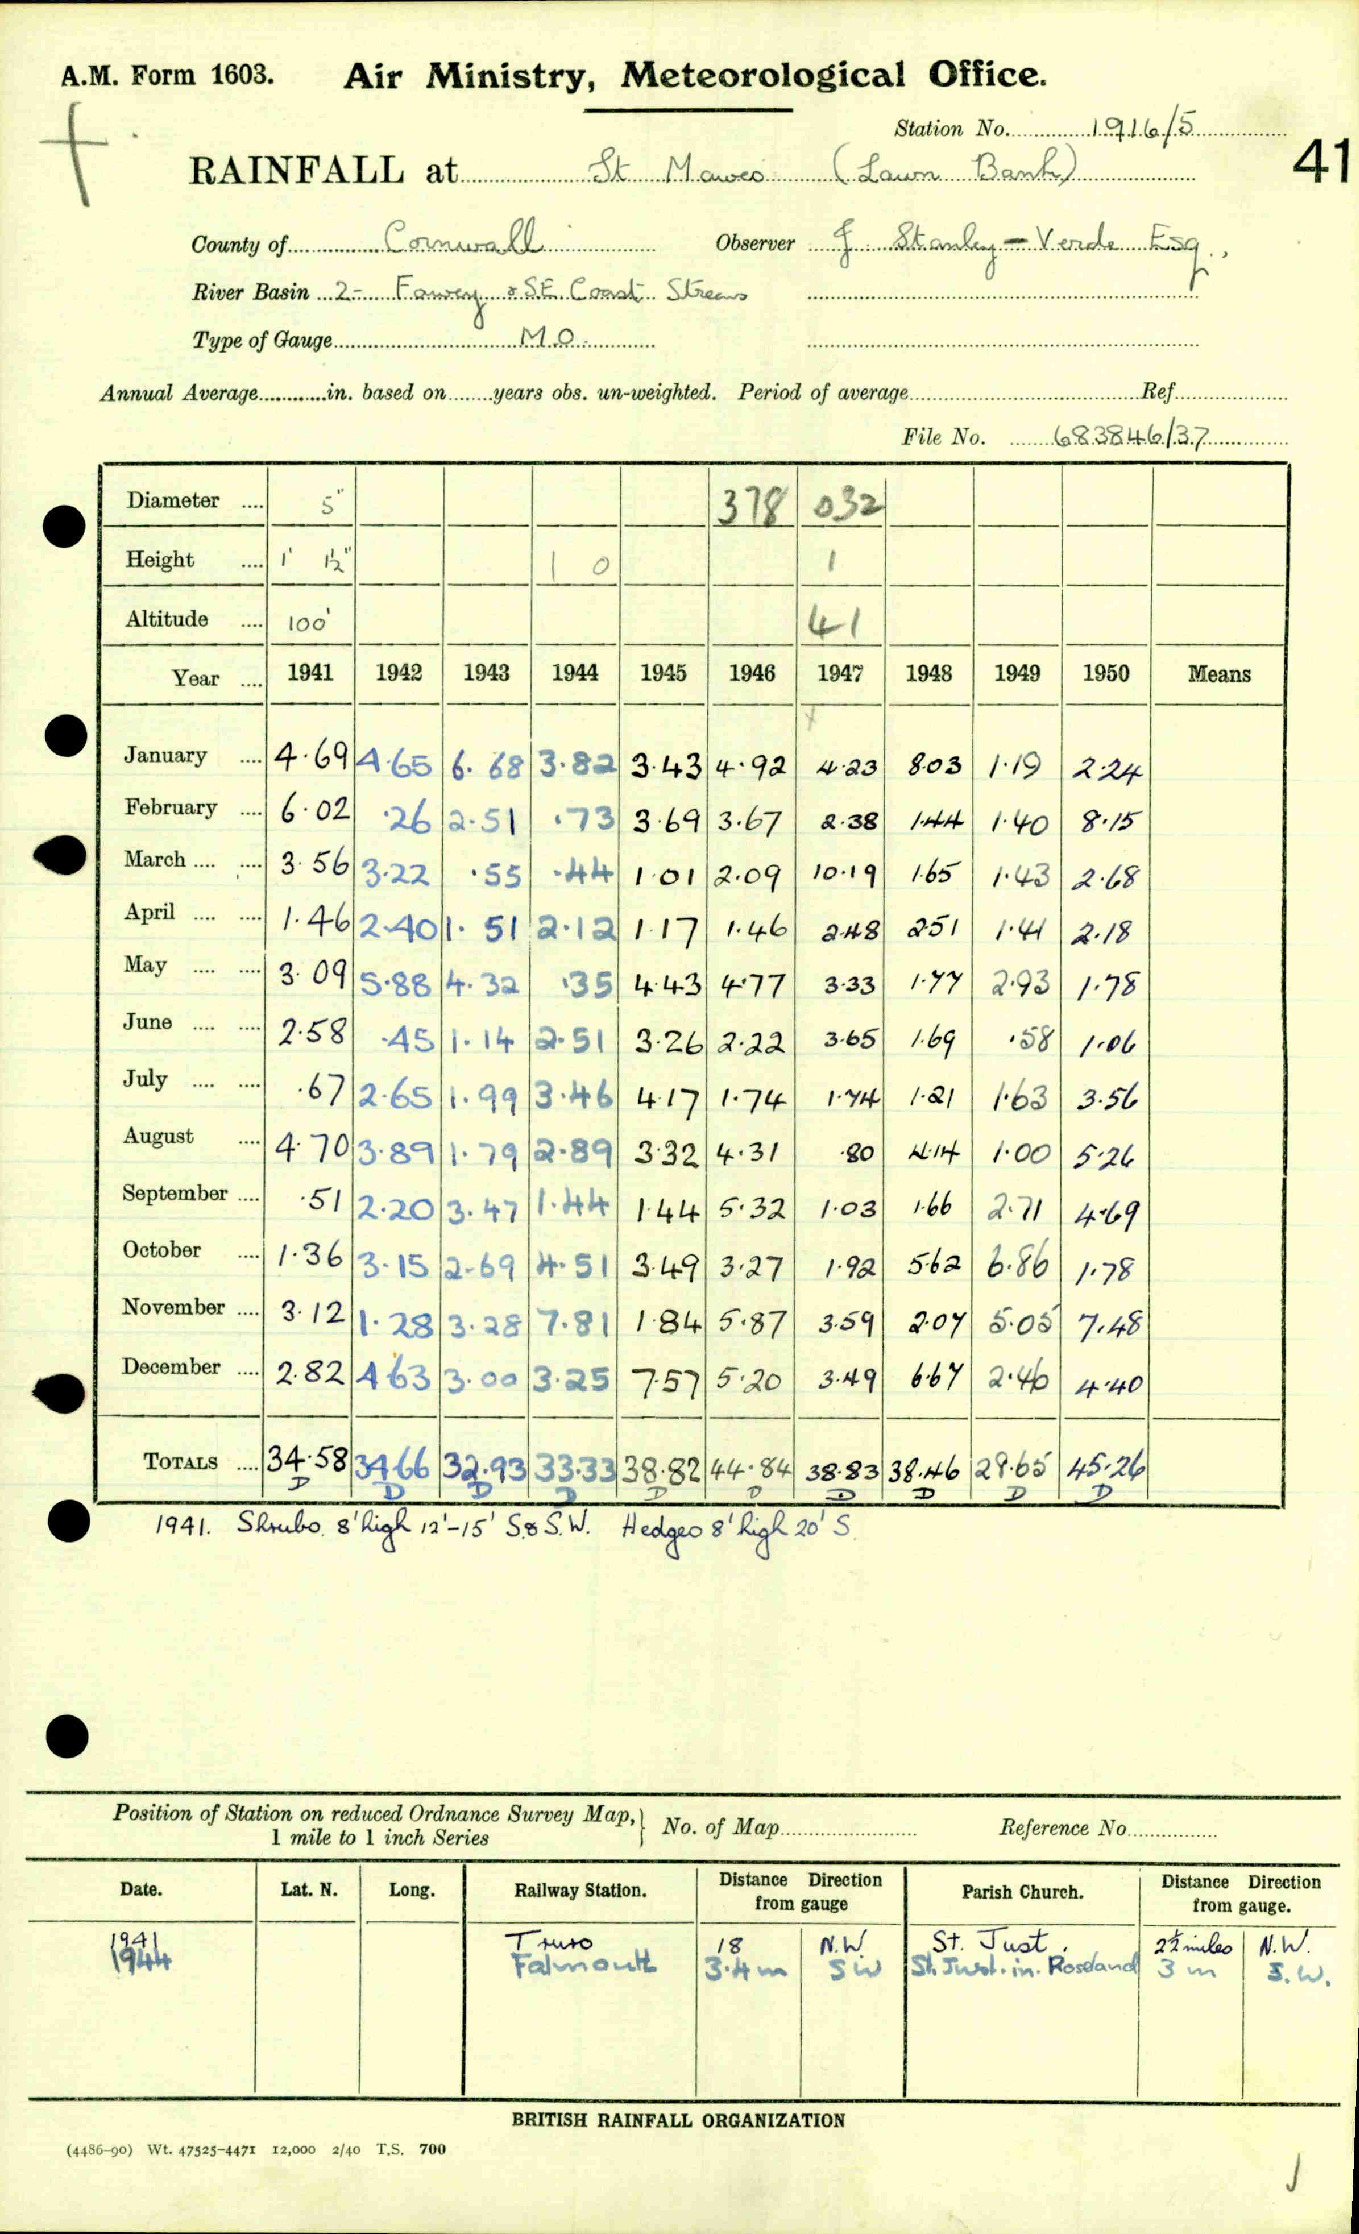 A.M. Form 1603. Air Ministry, Meteorological Office.
Station No. 1916/5
41
RAINFALL at St Mawes (Lawn Bank)
County of Cornwall Observer J Stanley-Verde Esq.,
River Basin 2- Fowey & S.E. Coast Streams
Type of Gauge M.O.
Annual Average in. based on years obs. un-weighted. Period of average Ref
File No. 683846/37
Diameter 5" 378 032
Height 1' 1½" 1 0 1
Altitude 100' 41
Year 1941 1942 1943 1944 1945 1946 1947 1948 1949 1950 Means
January 4.69 4.65 6.68 3.82 3.43 4.92 4.23 8.03 1.19 2.24
February 6.02 .26 2.51 .73 3.69 3.67 2.38 1.44 1.40 8.15
March 3.56 3.22 .55 .44 1.01 2.09 10.19 1.65 1.43 2.68
April 1.46 2.40 1.51 2.12 1.17 1.46 2.48 2.51 1.41 2.18
May 3.09 5.88 4.32 .35 4.43 4.77 3.33 1.77 2.93 1.78
June 2.58 .45 1.14 2.51 3.26 2.22 3.65 1.69 .58 1.06
July .67 2.65 1.99 3.46 4.17 1.74 1.74 1.21 1.63 3.56
August 4.70 3.89 1.79 2.89 3.32 4.31 .80 4.14 1.00 5.26
September .51 2.20 3.47 1.44 1.44 5.32 1.03 1.66 2.71 4.69
October 1.36 3.15 2.69 4.51 3.49 3.27 1.92 5.62 6.86 1.78
November 3.12 1.28 3.28 7.81 1.84 5.87 3.59 2.07 5.05 7.48
December 2.82 4.63 3.00 3.25 7.57 5.20 3.49 6.67 2.46 4.40
TOTALS 34.58 34.66 32.93 33.33 38.82 44.84 38.83 38.46 28.65 45.26
D D D D D D D D D D
1941. Shrubs 8' high 12'-15' S. & S.W. Hedges 8' high 20' S.
Position of Station on reduced Ordnance Survey Map, 1 mile to 1 inch Series No. of Map Reference No.
Date. Lat. N. Long. Railway Station. Distance Direction from gauge Parish Church. Distance Direction from gauge.
1941 Truro 18 N.W St. Just. 2½ miles N.W.
1944 Falmouth 3.4 m SW St. Just. in. Roseland 3 m S.W.
BRITISH RAINFALL ORGANIZATION
(4486-90) Wt. 47525-4471 12,000 2/40 T.S. 700